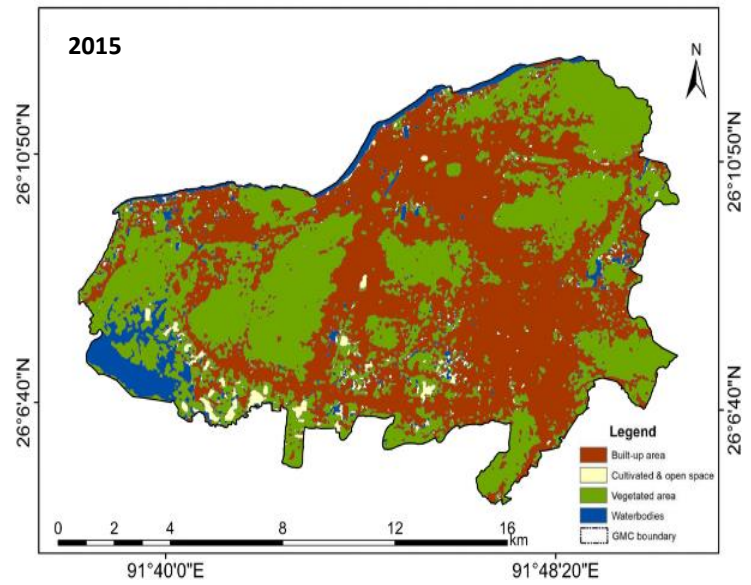 2015
N
26°10'50"N
26°10'50"N
26°6'40"N
26°6'40"N
Legend
Built-up area
Cultivated & open space
Vegetated area
Waterbodies
GMC boundary
0 2 4 8 12 16
km
91°40'0"E
91°48'20"E